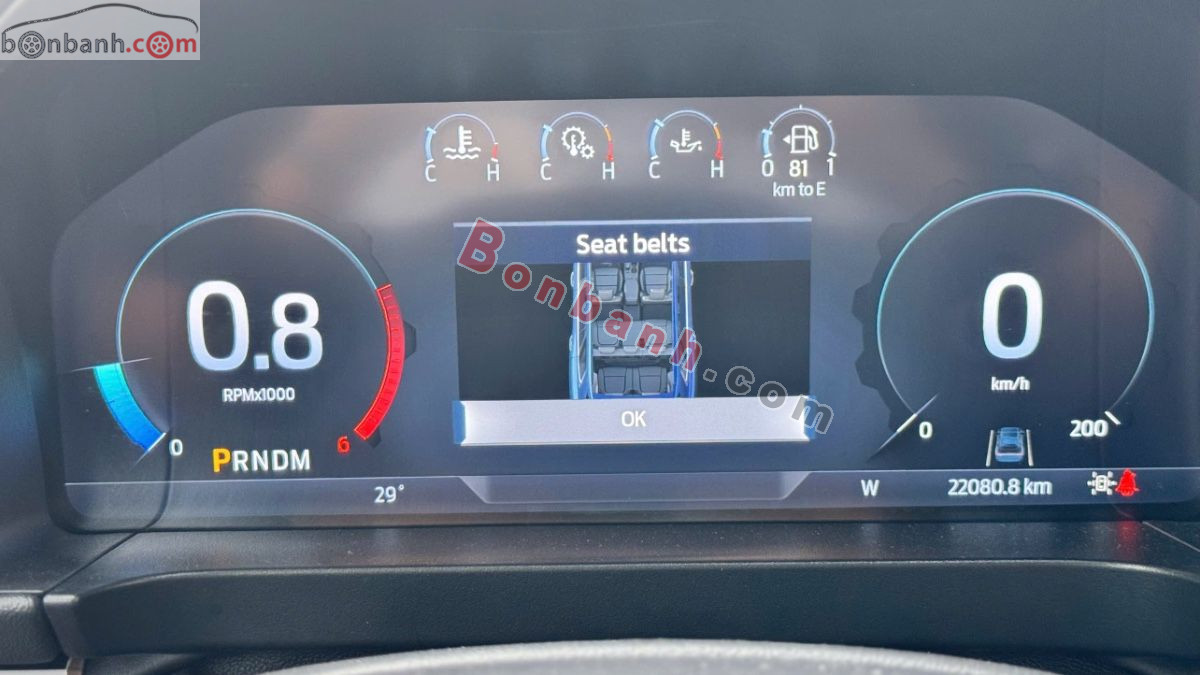 bonbanh.com
C H C H C H 0 81 1
km to E
Seat belts
Bonbanh.com
0.8
RPMx1000
0
km/h
OK
0 6
0 200
PRNDM
29° W 22080.8 km